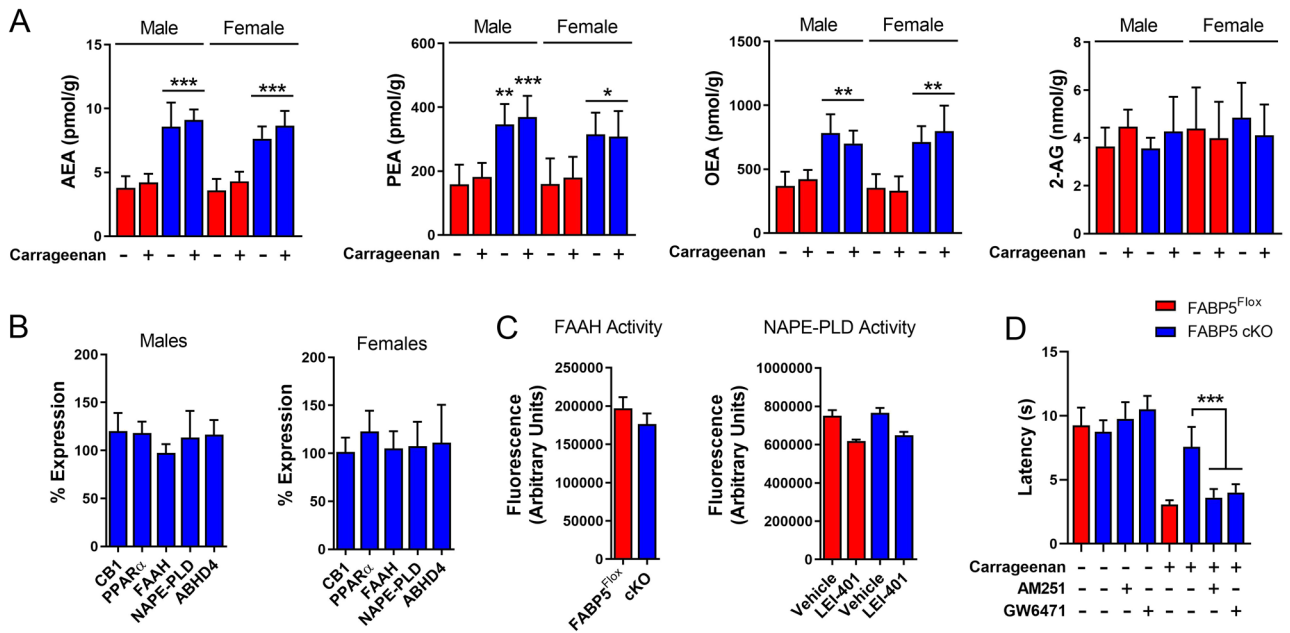 A
Male Female
AEA (pmol/g)
15
10
5
0
*** ***
Carrageenan - + - + - + - +
Male Female
PEA (pmol/g)
600
400
200
0
** *** *
Carrageenan - + - + - + - +
Male Female
OEA (pmol/g)
1500
1000
500
0
** **
Carrageenan - + - + - + - +
Male Female
2-AG (nmol/g)
8
6
4
2
0
Carrageenan - + - + - + - +
B
Males
% Expression
200
150
100
50
0
CB1 PPARα FAAH NAPE-PLD ABHD4
Females
% Expression
200
150
100
50
0
CB1 PPARα FAAH NAPE-PLD ABHD4
C
FAAH Activity
Fluorescence
(Arbitrary Units)
250000
200000
150000
100000
50000
0
FABP5Flox cKO
NAPE-PLD Activity
Fluorescence
(Arbitrary Units)
1000000
800000
600000
400000
200000
0
Vehicle LEI-401 Vehicle LEI-401
FABP5Flox
FABP5 cKO
D
Latency (s)
15
10
5
0
***
Carrageenan - - - - + + + +
AM251 - - + - - - + -
GW6471 - - - + - - - +